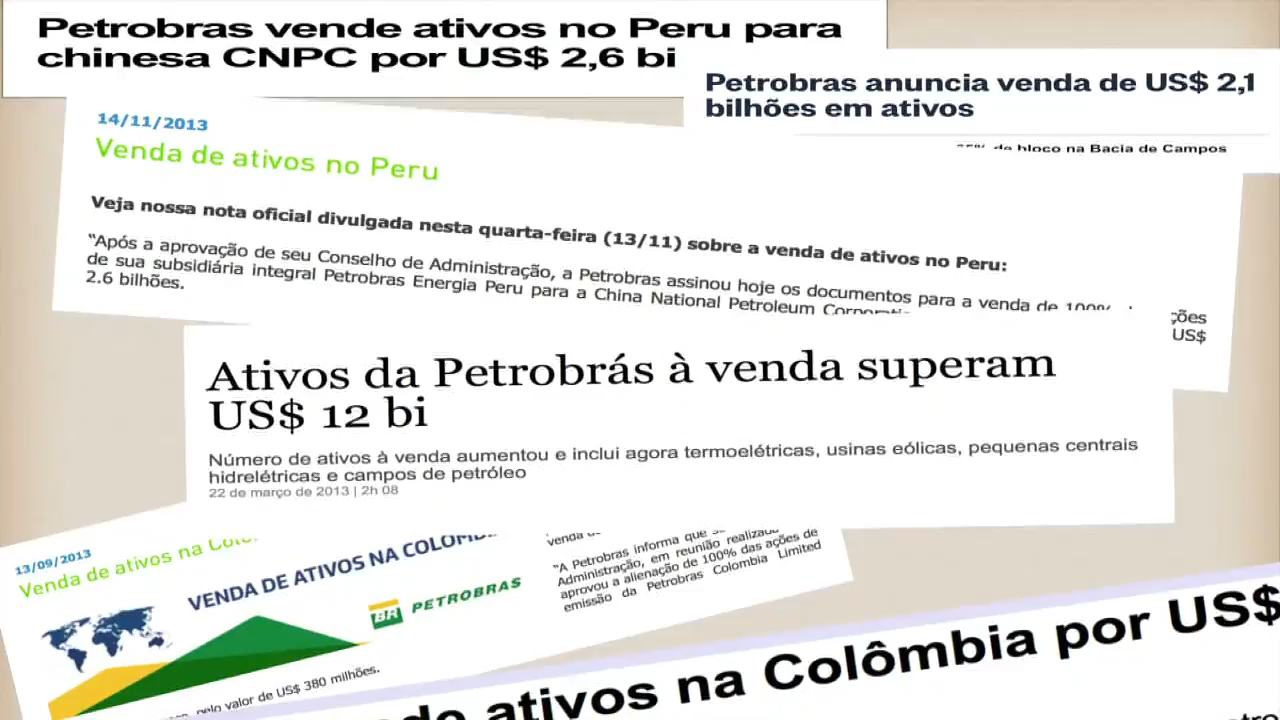 Petrobras vende ativos no Peru para
chinesa CNPC por US$ 2,6 bi
Petrobras anuncia venda de US$ 2,1
bilhões em ativos
de bloco na Bacia de Campos
14/11/2013
Venda de ativos no Peru
Veja nossa nota oficial divulgada nesta quarta-feira (13/11) sobre a venda de ativos no Peru:
“Após a aprovação de seu Conselho de Administração, a Petrobras assinou hoje os documentos para a venda de 100%
de sua subsidiária integral Petrobras Energia Peru para a China National Petroleum
2.6 bilhões.
ções
US$
Ativos da Petrobrás à venda superam
US$ 12 bi
Número de ativos à venda aumentou e inclui agora termoelétricas, usinas eólicas, pequenas centrais
hidrelétricas e campos de petróleo
22 de março de 2013 | 2h 08
13/09/2013
Venda de ativos na
VENDA DE ATIVOS NA
BR PETROBRAS
pelo valor de US$ 380 milhões.
venda
“A Petrobras informa que
Administração, em reunião realizada
aprovou a alienação de 100% das ações de
emissão da Petrobras Colombia Limited
de ativos na Colômbia por US$